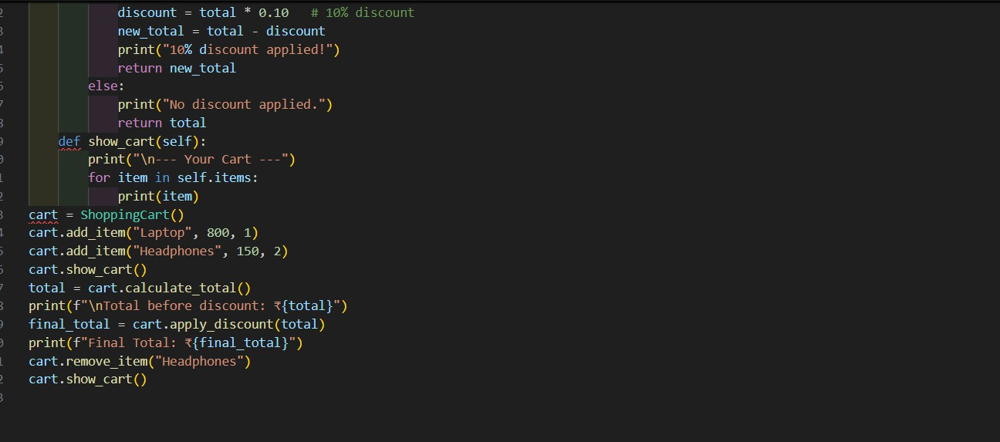 discount = total * 0.10   # 10% discount
            new_total = total - discount
            print("10% discount applied!")
            return new_total
        else:
            print("No discount applied.")
            return total
    def show_cart(self):
        print("\n--- Your Cart ---")
        for item in self.items:
            print(item)
cart = ShoppingCart()
cart.add_item("Laptop", 800, 1)
cart.add_item("Headphones", 150, 2)
cart.show_cart()
total = cart.calculate_total()
print(f"\nTotal before discount: ₹{total}")
final_total = cart.apply_discount(total)
print(f"Final Total: ₹{final_total}")
cart.remove_item("Headphones")
cart.show_cart()